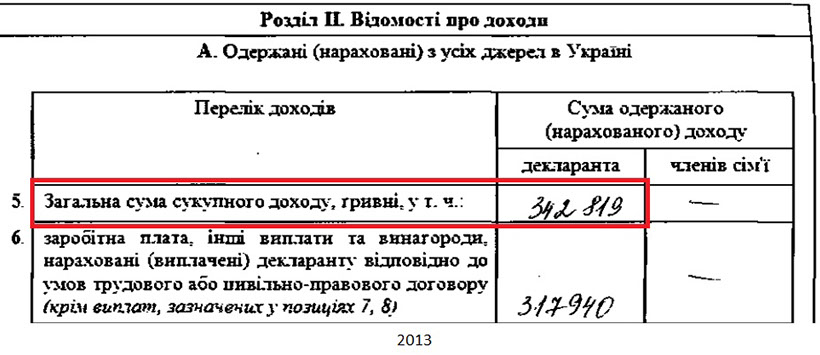 Розділ ІІ. Відомості про доходи
А. Одержані (нараховані) з усіх джерел в Україні
Перелік доходів
Сума одержаного
(нарахованого) доходу
декларанта
членів сім'ї
5. Загальна сума сукупного доходу, гривні, у т. ч.: 342 819 —
6. заробітна плата, інші виплати та винагороди,
нараховані (виплачені) декларанту відповідно до
умов трудового або цивільно-правового договору
(крім виплат, зазначених у позиціях 7, 8) 317940 —
2013